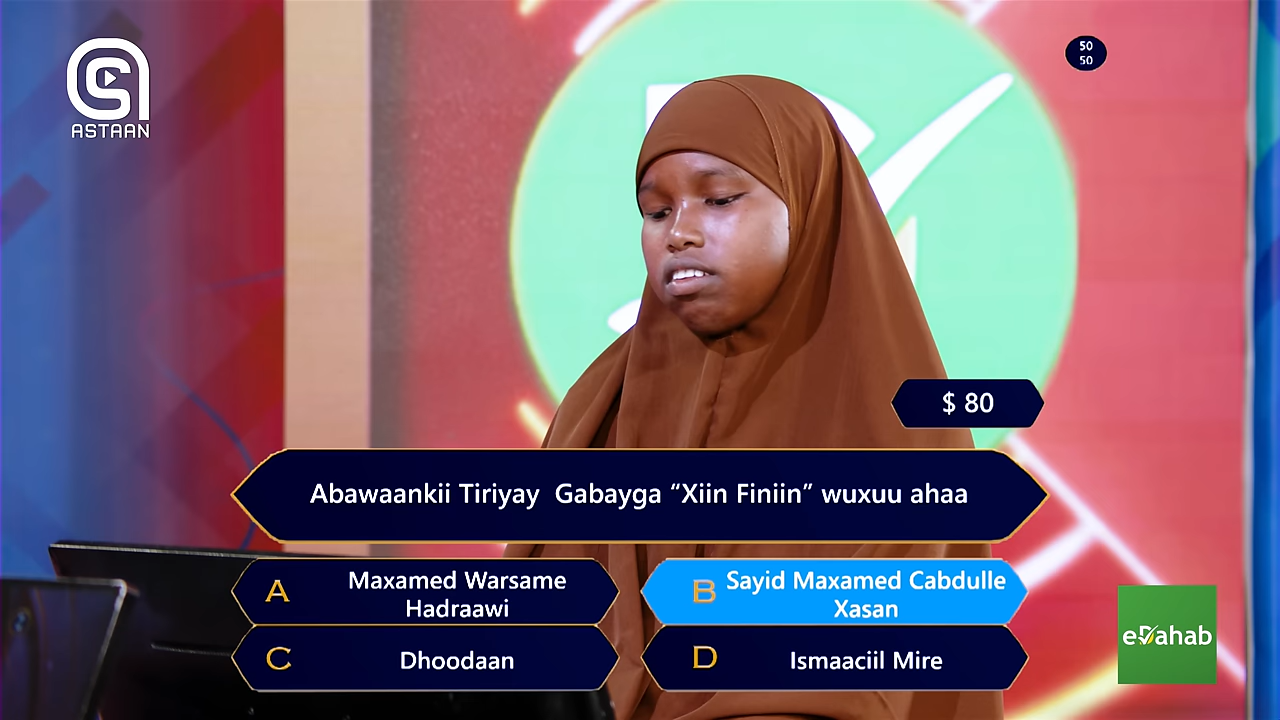 ASTAAN
50
50
$ 80
Abawaankii Tiriyay Gabayga “Xiin Finiin” wuxuu ahaa
A Maxamed Warsame
Hadraawi
B Sayid Maxamed Cabdulle
Xasan
C Dhoodaan
D Ismaaciil Mire
eDahab